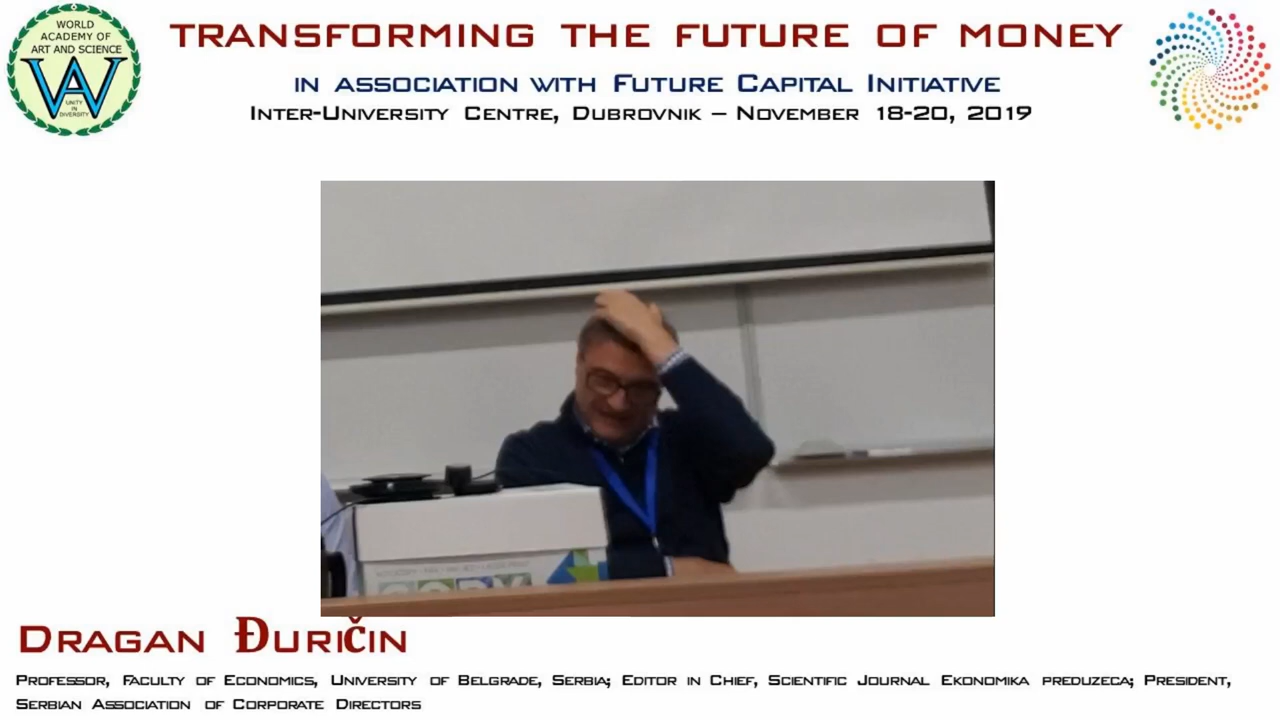 WORLD
ACADEMY OF
ART AND SCIENCE
UNITY
IN
DIVERSITY
TRANSFORMING THE FUTURE OF MONEY
IN ASSOCIATION WITH FUTURE CAPITAL INITIATIVE
INTER-UNIVERSITY CENTRE, DUBROVNIK – NOVEMBER 18-20, 2019
COPY
DRAGAN ĐURIČIN
PROFESSOR, FACULTY OF ECONOMICS, UNIVERSITY OF BELGRADE, SERBIA; EDITOR IN CHIEF, SCIENTIFIC JOURNAL EKONOMIKA PREDUZECA; PRESIDENT,
SERBIAN ASSOCIATION OF CORPORATE DIRECTORS